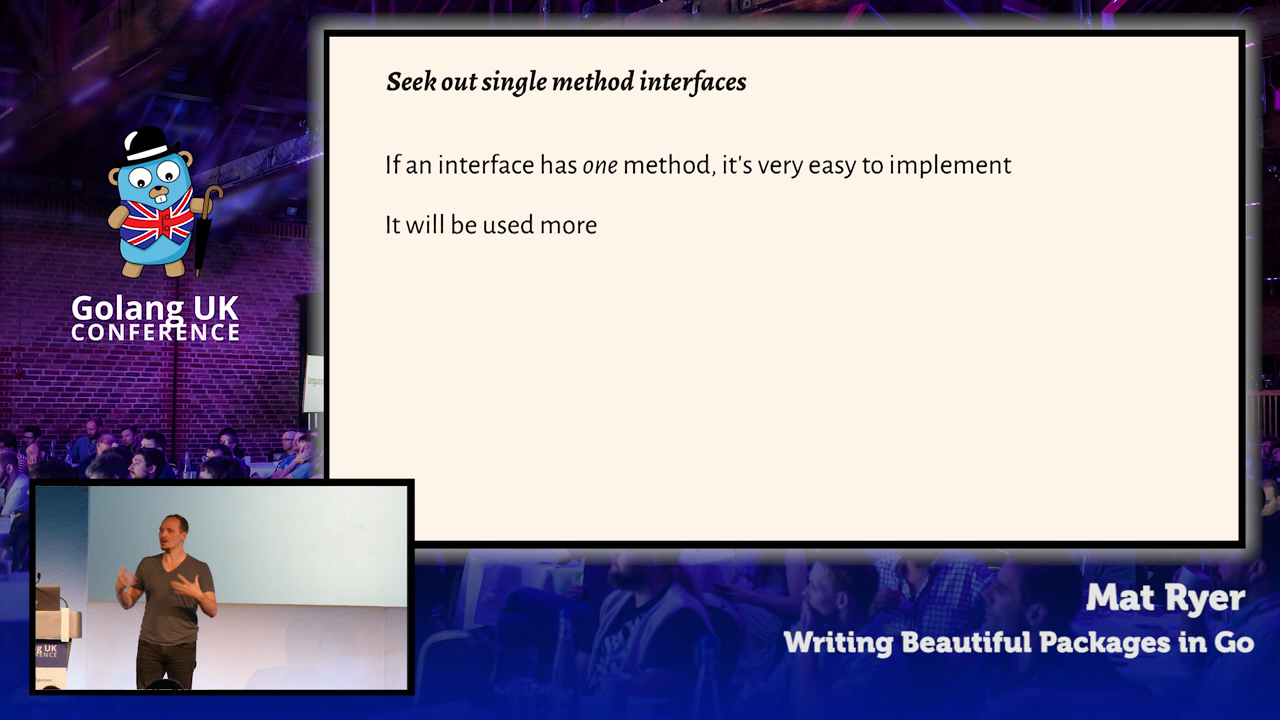 Seek out single method interfaces
If an interface has one method, it's very easy to implement
It will be used more
Golang UK
CONFERENCE
g UK
Mat Ryer
Writing Beautiful Packages in Go